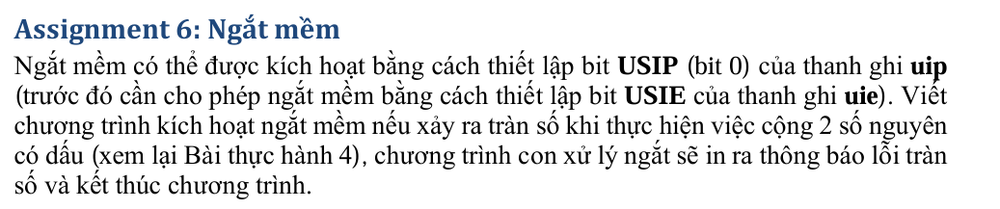 Assignment 6: Ngắt mềm
Ngắt mềm có thể được kích hoạt bằng cách thiết lập bit USIP (bit 0) của thanh ghi uip
(trước đó cần cho phép ngắt mềm bằng cách thiết lập bit USIE của thanh ghi uie). Viết
chương trình kích hoạt ngắt mềm nếu xảy ra tràn số khi thực hiện việc cộng 2 số nguyên
có dấu (xem lại Bài thực hành 4), chương trình con xử lý ngắt sẽ in ra thông báo lỗi tràn
số và kết thúc chương trình.